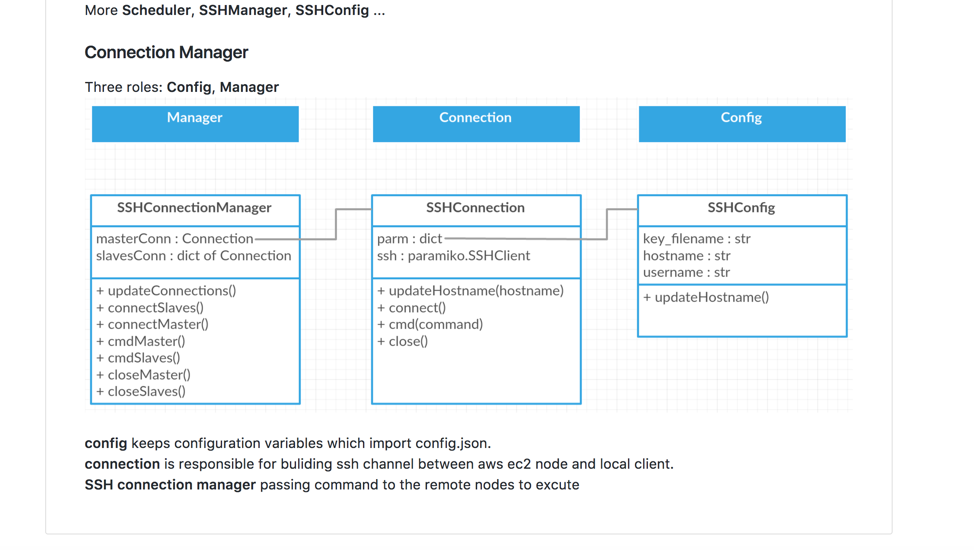 More Scheduler, SSHManager, SSHConfig ...
Connection Manager
Three roles: Config, Manager
Manager
Connection
Config
SSHConnectionManager
masterConn : Connection
slavesConn : dict of Connection
+ updateConnections()
+ connectSlaves()
+ connectMaster()
+ cmdMaster()
+ cmdSlaves()
+ closeMaster()
+ closeSlaves()
SSHConnection
parm : dict
ssh : paramiko.SSHClient
+ updateHostname(hostname)
+ connect()
+ cmd(command)
+ close()
SSHConfig
key_filename : str
hostname : str
username : str
+ updateHostname()
config keeps configuration variables which import config.json.
connection is responsible for buliding ssh channel between aws ec2 node and local client.
SSH connection manager passing command to the remote nodes to excute